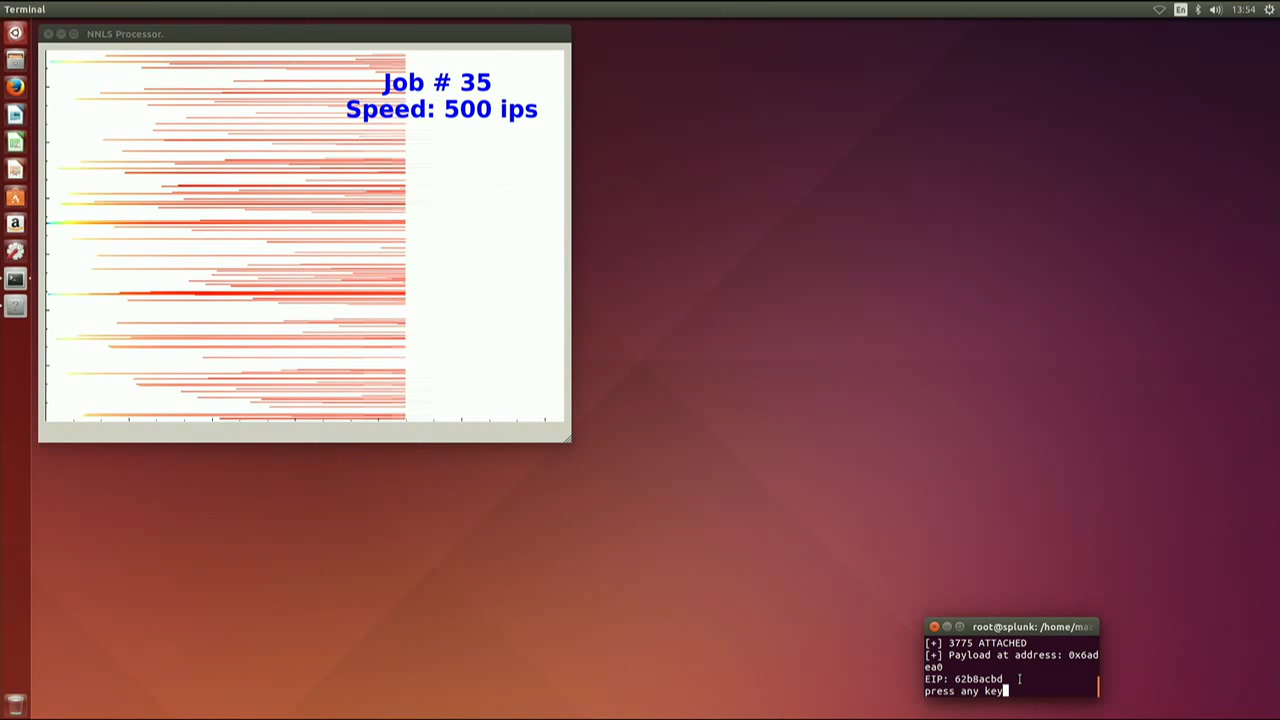 Terminal
En
13:54
NNLS Processor.
Job # 35
Speed: 500 ips
root@splunk: /home/ma
[+] 3775 ATTACHED
[+] Payload at address: 0x6ad
ea0
EIP: 62b8acbd
press any key